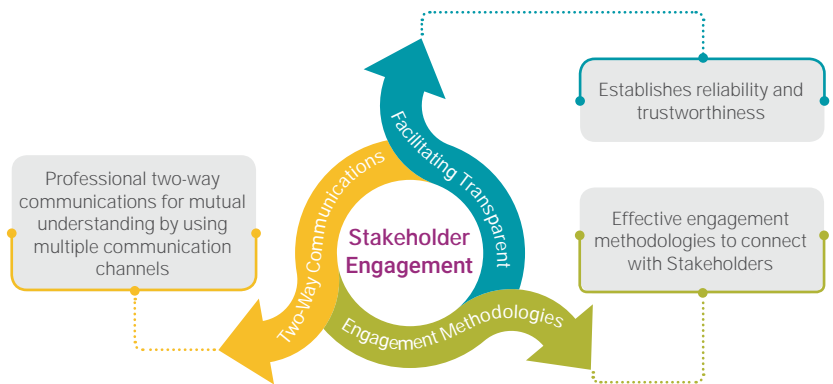 Establishes reliability and
trustworthiness
Professional two-way
communications for mutual
understanding by using
multiple communication
channels
Effective engagement
methodologies to connect
with Stakeholders
Stakeholder
Engagement
Facilitating Transparent
Two-Way Communications
Engagement Methodologies